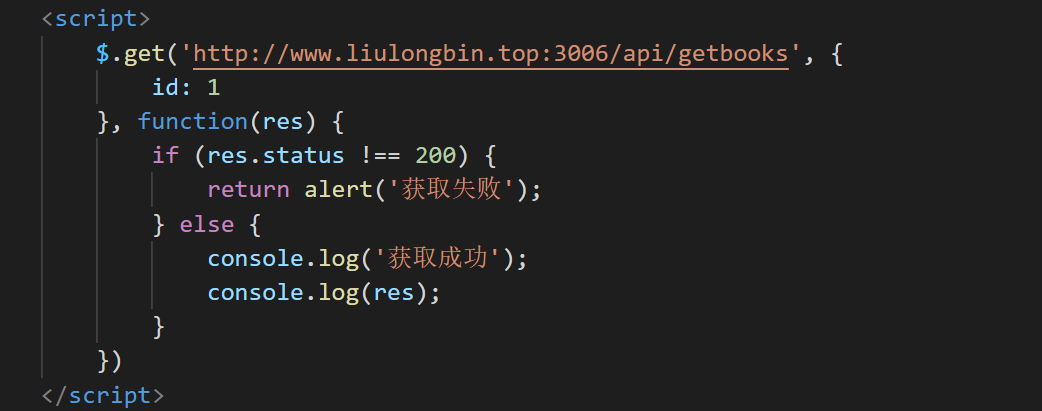 <script>
$.get('http://www.liulongbin.top:3006/api/getbooks', {
id: 1
}, function(res) {
if (res.status !== 200) {
return alert('获取失败');
} else {
console.log('获取成功');
console.log(res);
}
})
</script>